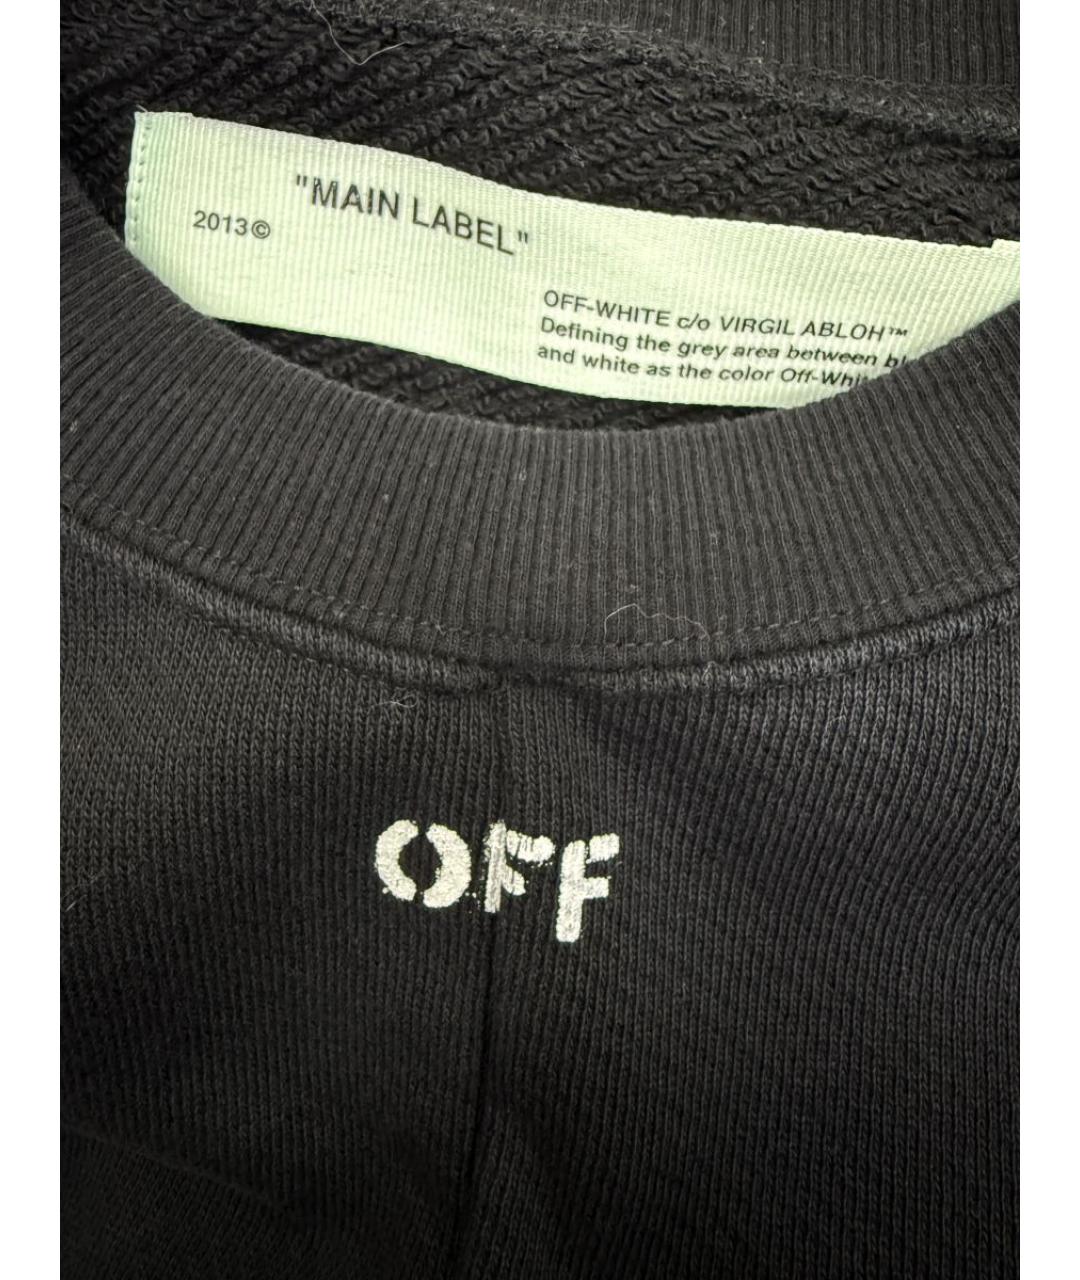 "MAIN LABEL"
2013©
OFF-WHITE c/o VIRGIL ABLOH™
Defining the grey area between
and white as the color
OFF